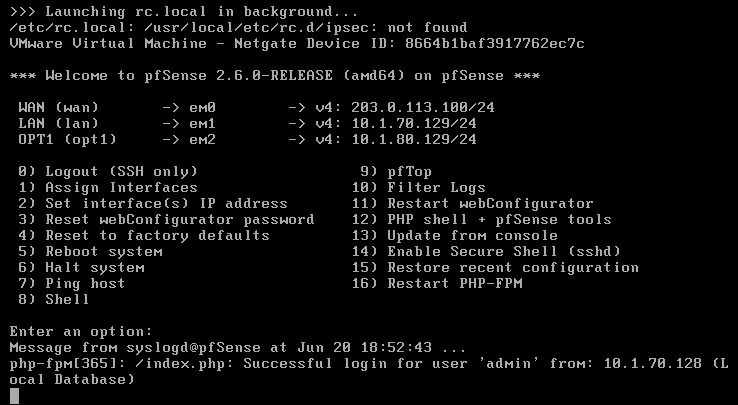 >>> Launching rc.local in background...
/etc/rc.local: /usr/local/etc/rc.d/ipsec: not found
VMware Virtual Machine - Netgate Device ID: 8664b1baf3917762ec7c
*** Welcome to pfSense 2.6.0-RELEASE (amd64) on pfSense ***
WAN (wan)       -> em0        -> v4: 203.0.113.100/24
LAN (lan)       -> em1        -> v4: 10.1.70.129/24
OPT1 (opt1)     -> em2        -> v4: 10.1.80.129/24
0) Logout (SSH only)                  9) pfTop
1) Assign Interfaces                 10) Filter Logs
2) Set interface(s) IP address       11) Restart webConfigurator
3) Reset webConfigurator password    12) PHP shell + pfSense tools
4) Reset to factory defaults         13) Update from console
5) Reboot system                     14) Enable Secure Shell (sshd)
6) Halt system                       15) Restore recent configuration
7) Ping host                         16) Restart PHP-FPM
8) Shell
Enter an option:
Message from syslogd@pfSense at Jun 20 18:52:43 ...
php-fpm[365]: /index.php: Successful login for user 'admin' from: 10.1.70.128 (L
ocal Database)